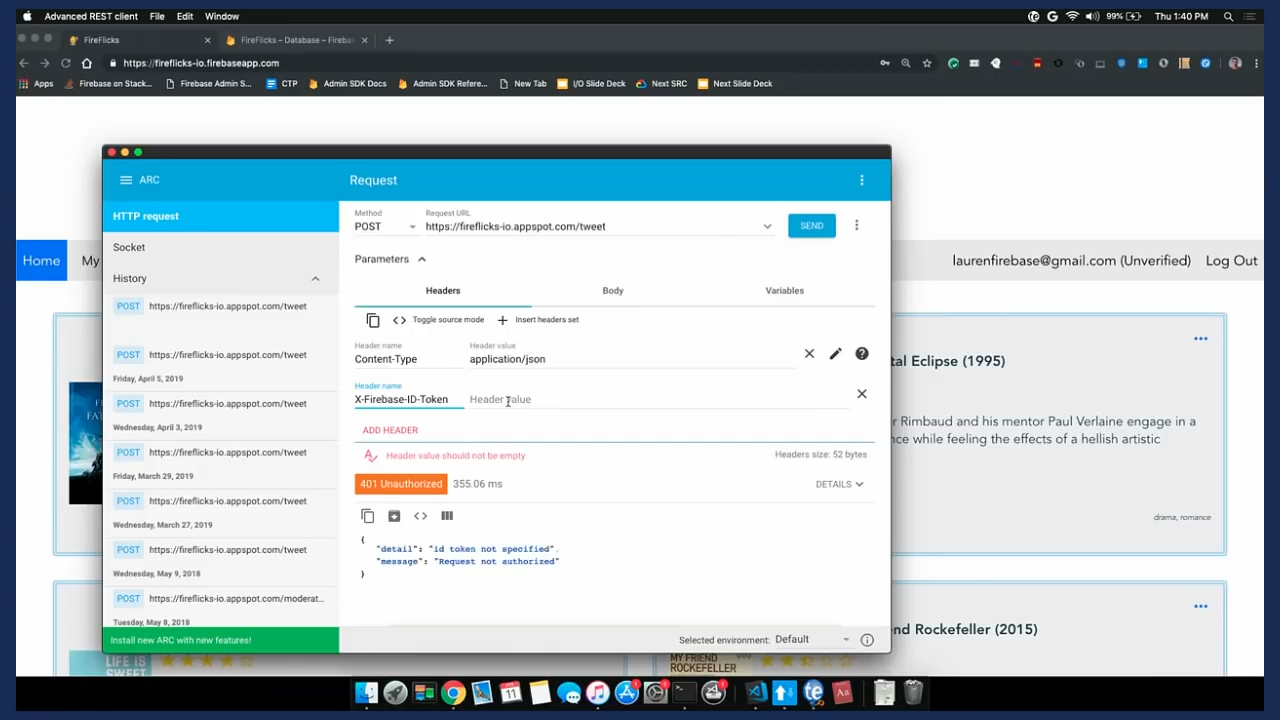 Advanced REST client File Edit Window
99% Thu 1:40 PM
FireFlicks
FireFlicks – Database – Fireba
https://fireflicks-io.firebaseapp.com
Apps Firebase on Stack... Firebase Admin S... CTP Admin SDK Docs Admin SDK Refere... New Tab I/O Slide Deck Next SRC Next Slide Deck
ARC
Request
HTTP request
Socket
History
POST https://fireflicks-io.appspot.com/tweet
POST https://fireflicks-io.appspot.com/tweet
Friday, April 5, 2019
POST https://fireflicks-io.appspot.com/tweet
Wednesday, April 3, 2019
POST https://fireflicks-io.appspot.com/tweet
Friday, March 29, 2019
POST https://fireflicks-io.appspot.com/tweet
Wednesday, March 27, 2019
POST https://fireflicks-io.appspot.com/tweet
Wednesday, May 9, 2018
POST https://fireflicks-io.appspot.com/moderat...
Tuesday, May 8, 2018
Install new ARC with new features!
Method
POST
Request URL
https://fireflicks-io.appspot.com/tweet
SEND
Parameters
Headers
Body
Variables
Toggle source mode
Insert headers set
Header name
Content-Type
Header value
application/json
Header name
X-Firebase-ID-Token
Header value
ADD HEADER
Header value should not be empty
Headers size: 52 bytes
401 Unauthorized 355.06 ms
DETAILS
{
"detail": "id token not specified",
"message": "Request not authorized"
}
Selected environment: Default
Home
My
laurenfirebase@gmail.com (Unverified)
Log Out
tal Eclipse (1995)
Rimbaud and his mentor Paul Verlaine engage in a
nce while feeling the effects of a hellish artistic
drama, romance
end Rockefeller (2015)
LIFE IS
SWEET
MY FRIEND
ROCKEFELLER
11